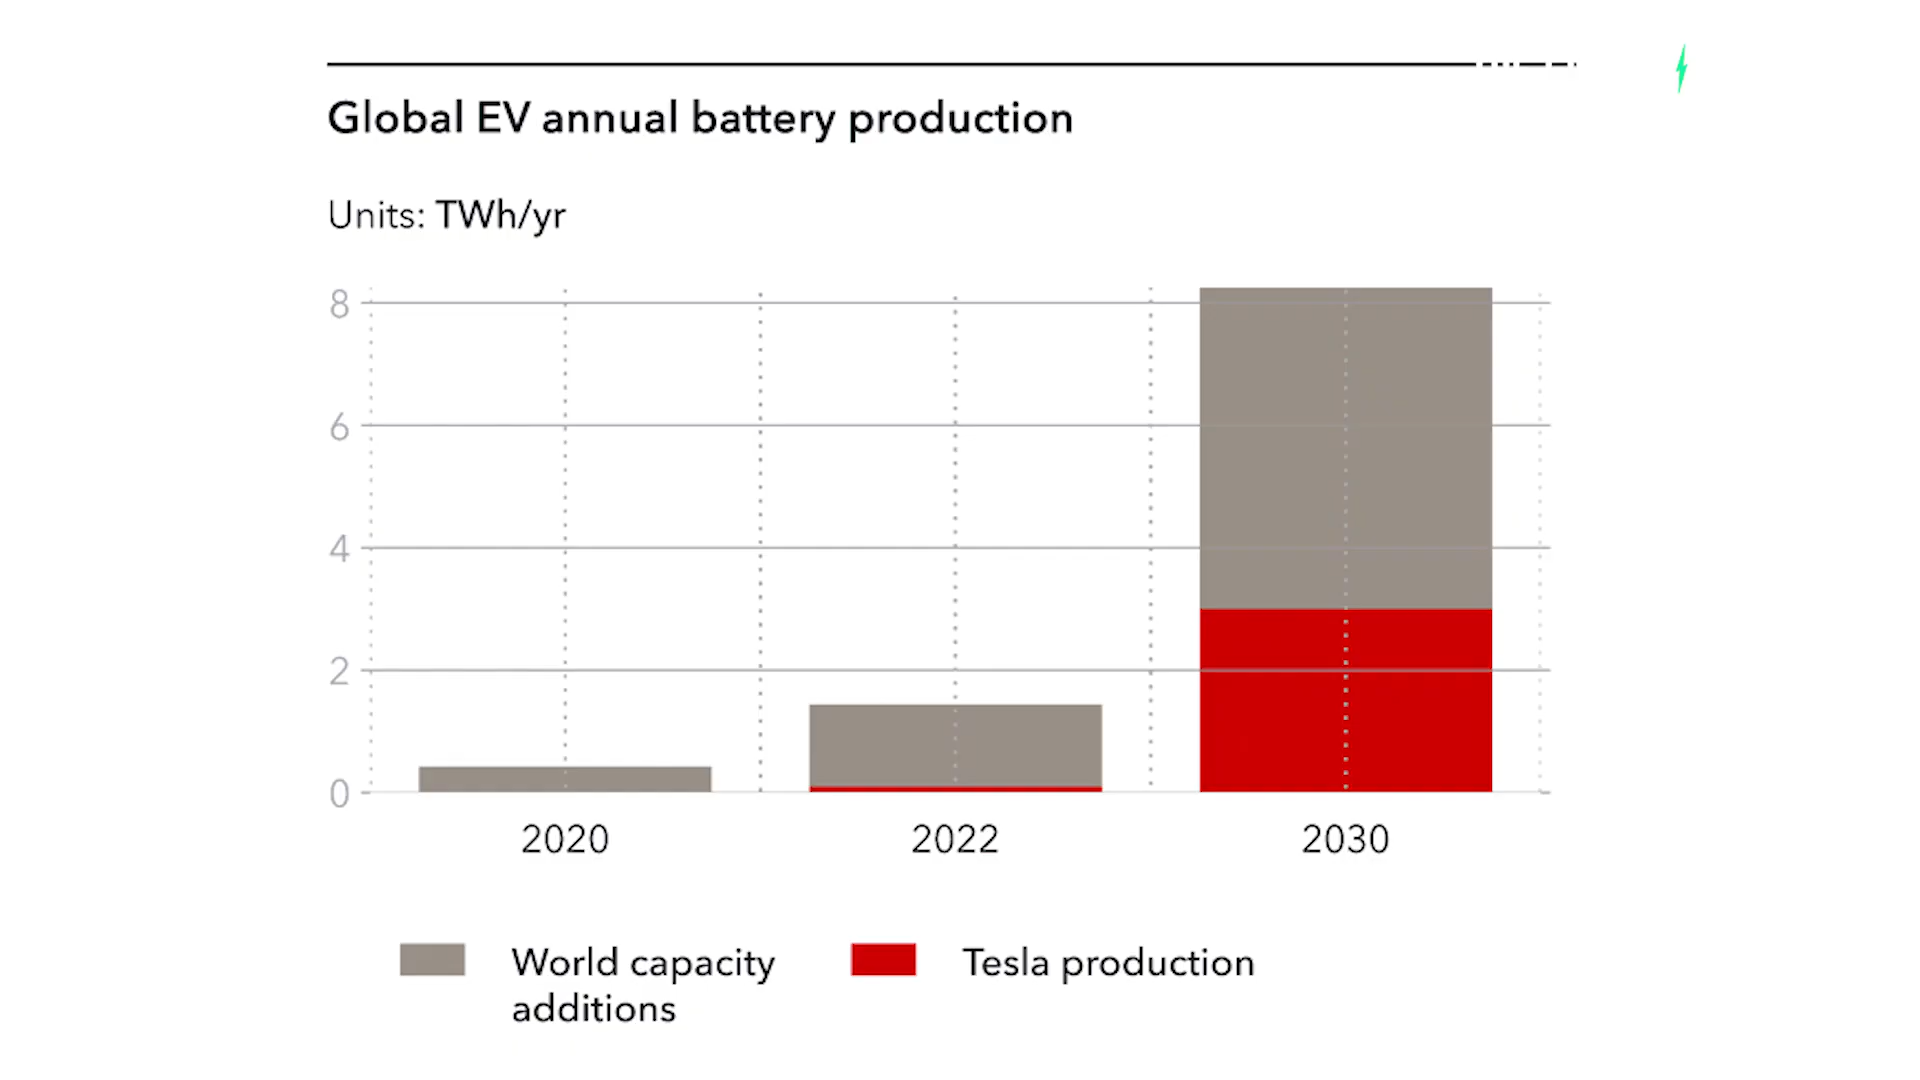 Global EV annual battery production
Units: TWh/yr
8
6
4
2
0
2020 2022 2030
World capacity additions
Tesla production